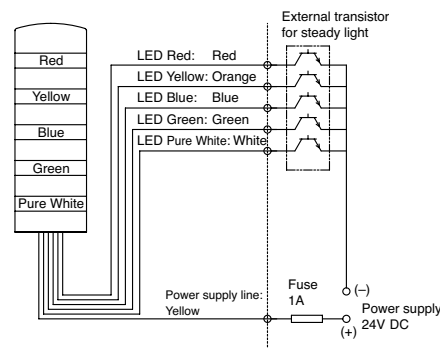 External transistor
for steady light
LED Red: Red
LED Yellow: Orange
LED Blue: Blue
LED Green: Green
LED Pure White: White
Red
Yellow
Blue
Green
Pure White
Power supply line:
Yellow
Fuse
1A
(–)
Power supply
24V DC
(+)